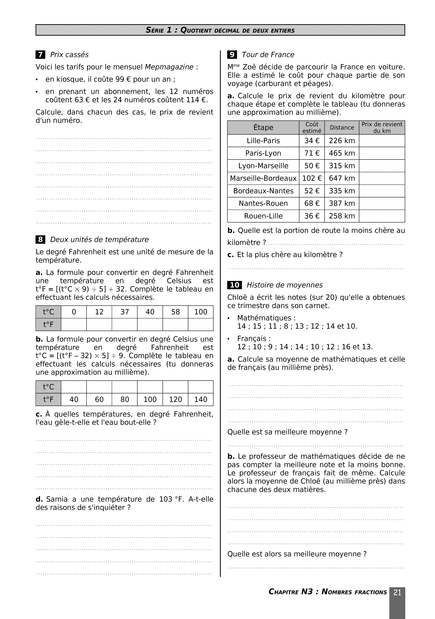 SÉRIE 1 : QUOTIENT DÉCIMAL DE DEUX ENTIERS
7 Prix cassés
Voici les tarifs pour le mensuel Mepmagazine :
• en kiosque, il coûte 99 € pour un an ;
• en prenant un abonnement, les 12 numéros
coûtent 63 € et les 24 numéros coûtent 114 €.
Calcule, dans chacun des cas, le prix de revient
d'un numéro.
8 Deux unités de température
Le degré Fahrenheit est une unité de mesure de la
température.
a. La formule pour convertir en degré Fahrenheit
une température en degré Celsius est
t°F = [(t°C × 9) ÷ 5] + 32. Complète le tableau en
effectuant les calculs nécessaires.
t°C 0 12 37 40 58 100
t°F
b. La formule pour convertir en degré Celsius une
température en degré Fahrenheit est
t°C = [(t°F − 32) × 5] ÷ 9. Complète le tableau en
effectuant les calculs nécessaires (tu donneras
une approximation au millième).
t°C
t°F 40 60 80 100 120 140
c. À quelles températures, en degré Fahrenheit,
l'eau gèle-t-elle et l'eau bout-elle ?
d. Samia a une température de 103 °F. A-t-elle
des raisons de s'inquiéter ?
9 Tour de France
Mme Zoë décide de parcourir la France en voiture.
Elle a estimé le coût pour chaque partie de son
voyage (carburant et péages).
a. Calcule le prix de revient du kilomètre pour
chaque étape et complète le tableau (tu donneras
une approximation au millième).
Étape Coût estimé Distance Prix de revient du km
Lille-Paris 34 € 226 km
Paris-Lyon 71 € 465 km
Lyon-Marseille 50 € 315 km
Marseille-Bordeaux 102 € 647 km
Bordeaux-Nantes 52 € 335 km
Nantes-Rouen 68 € 387 km
Rouen-Lille 36 € 258 km
b. Quelle est la portion de route la moins chère au
kilomètre ?
c. Et la plus chère au kilomètre ?
10 Histoire de moyennes
Chloë a écrit les notes (sur 20) qu'elle a obtenues
ce trimestre dans son carnet.
• Mathématiques :
14 ; 15 ; 11 ; 8 ; 13 ; 12 ; 14 et 10.
• Français :
12 ; 10 ; 9 ; 14 ; 14 ; 10 ; 12 ; 16 et 13.
a. Calcule sa moyenne de mathématiques et celle
de français (au millième près).
Quelle est sa meilleure moyenne ?
b. Le professeur de mathématiques décide de ne
pas compter la meilleure note et la moins bonne.
Le professeur de français fait de même. Calcule
alors la moyenne de Chloë (au millième près) dans
chacune des deux matières.
Quelle est alors sa meilleure moyenne ?
CHAPITRE N3 : NOMBRES FRACTIONS 21